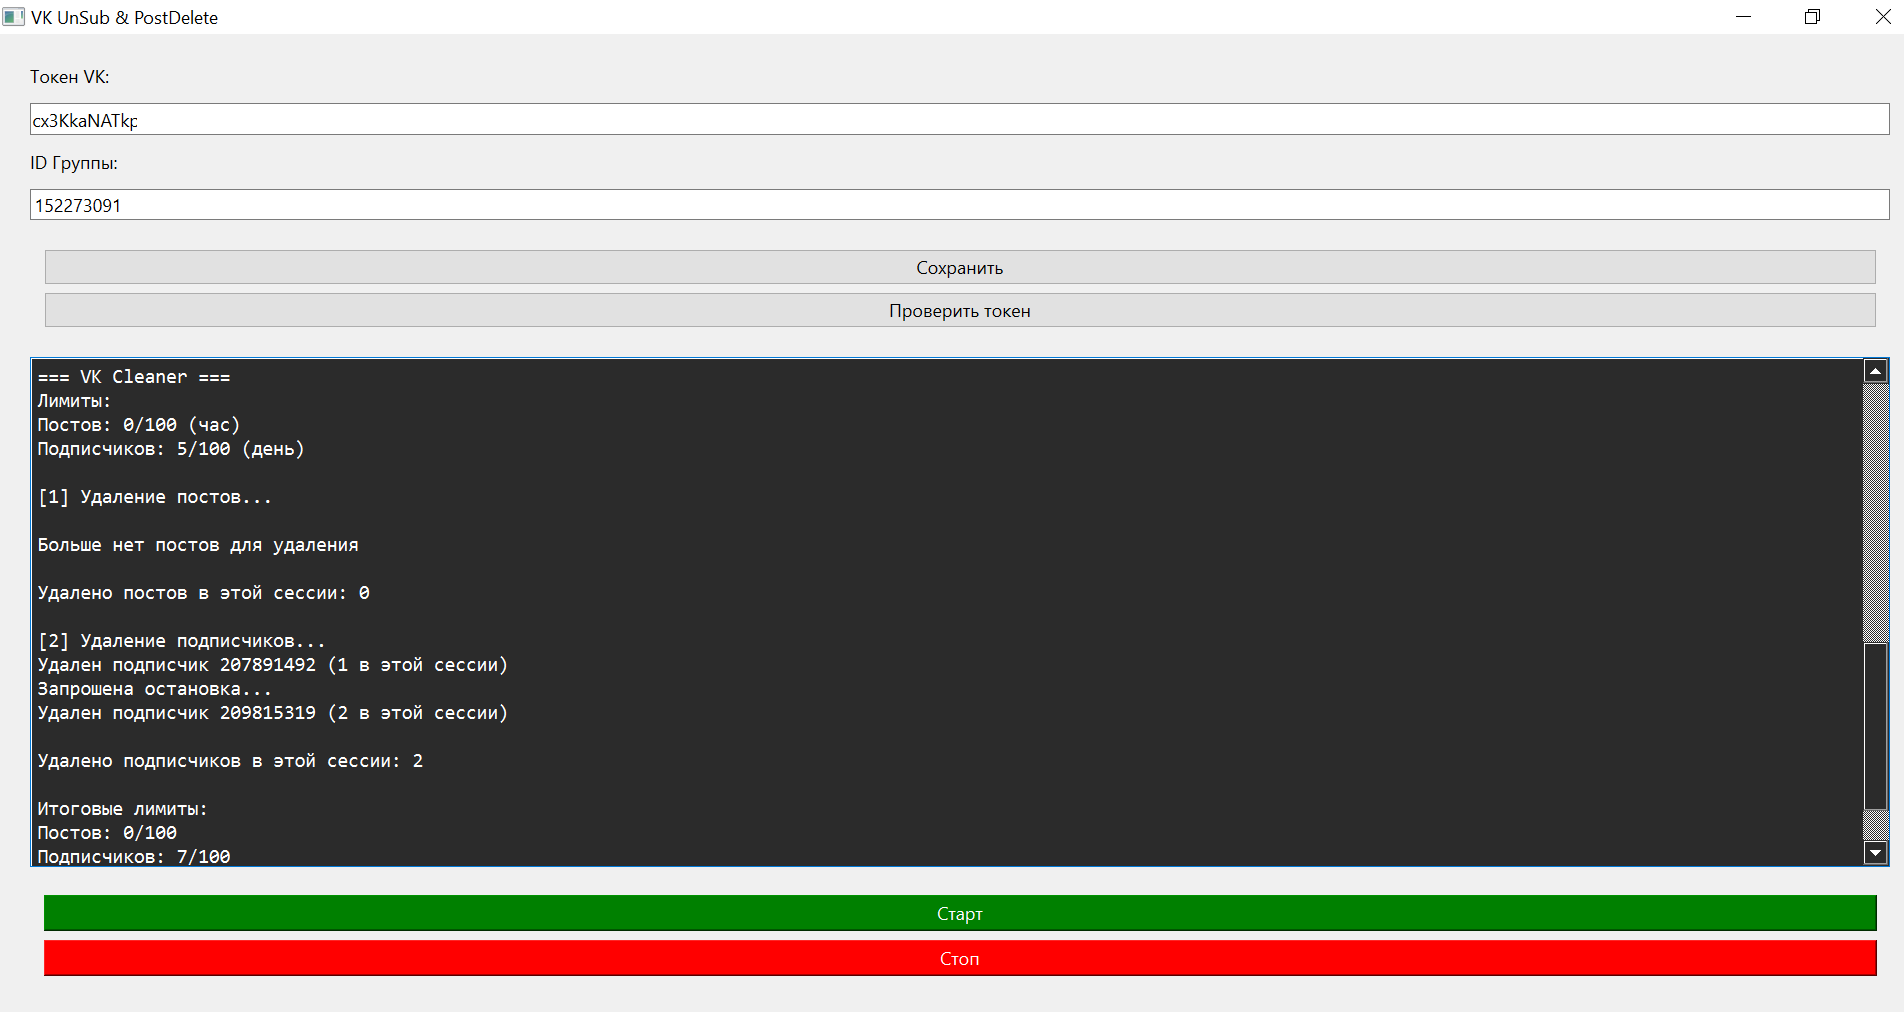 VK UnSub & PostDelete
Токен VK:
cx3KkaNATkp
ID Группы:
152273091
Сохранить
Проверить токен
=== VK Cleaner ===
Лимиты:
Постов: 0/100 (час)
Подписчиков: 5/100 (день)
[1] Удаление постов...
Больше нет постов для удаления
Удалено постов в этой сессии: 0
[2] Удаление подписчиков...
Удален подписчик 207891492 (1 в этой сессии)
Запрошена остановка...
Удален подписчик 209815319 (2 в этой сессии)
Удалено подписчиков в этой сессии: 2
Итоговые лимиты:
Постов: 0/100
Подписчиков: 7/100
Старт
Стоп